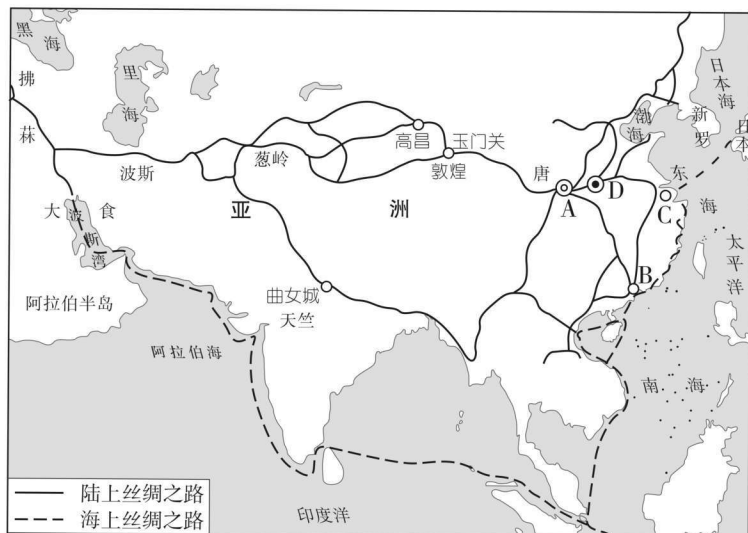 黑海
里海
拂菻
波斯
大食
波斯湾
阿拉伯半岛
阿拉伯海
葱岭
亚洲
高昌
玉门关
敦煌
曲女城
天竺
唐
A
D
C
B
渤海
新罗
日本海
日本
东海
太平洋
南海
印度洋
陆上丝绸之路
海上丝绸之路